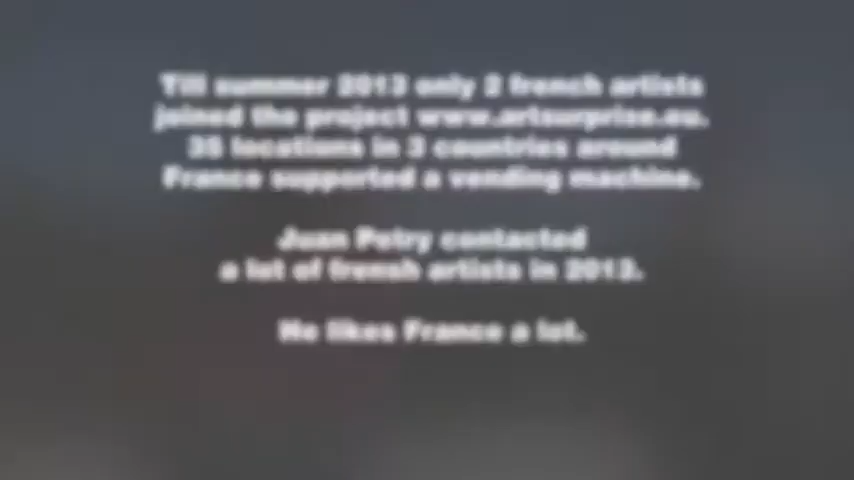 Till summer 2013 only 2 french artists
joined the project www.artsurprise.eu.
35 locations in 3 countries around
France supported a vending machine.
Juan Petry contacted
a lot of frensh artists in 2013.
He likes France a lot.